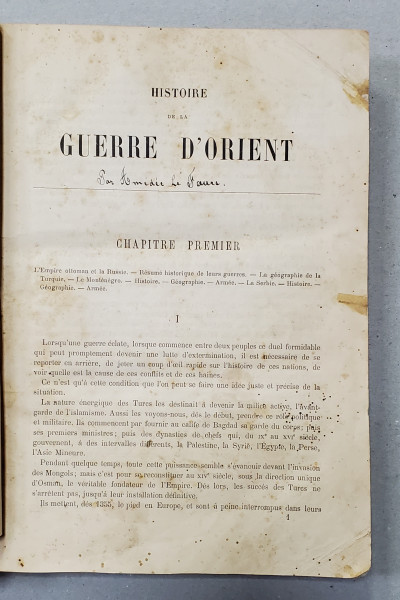 HISTOIRE
DE LA
GUERRE D'ORIENT
Par Amédée Le Faure.
CHAPITRE PREMIER
L'Empire ottoman et la Russie. — Résumé historique de leurs guerres. — La géographie de la
Turquie. — Le Monténégro. — Histoire. — Géographie. — Armée. — La Serbie. — Histoire. —
Géographie. — Armée.
I
Lorsqu'une guerre éclate, lorsque commence entre deux peuples ce duel formidable
qui peut promptement devenir une lutte d'extermination, il est nécessaire de se
reporter en arrière, de jeter un coup d'œil rapide sur l'histoire de ces nations, de
voir quelle est la cause de ces conflits et de ces haines.
Ce n'est qu'à cette condition que l'on peut se faire une idée juste et précise de la
situation.
La nature énergique des Turcs les destinait à devenir la milice active, l'avant-
garde de l'islamisme. Aussi les voyons-nous, dès le début, prendre ce rôle politique
et militaire. Ils commencent par fournir au calife de Bagdad sa garde du corps; puis
ses premiers ministres; puis des dynasties de chefs qui, du IXe au XVe siècle,
gouvernent, à des intervalles différents, la Palestine, la Syrie, l'Égypte, la Perse,
l'Asie Mineure.
Pendant quelque temps, toute cette puissance semble s'évanouir devant l'invasion
des Mongols; mais c'est pour se reconstituer au XIVe siècle, sous la direction unique
d'Osman, le véritable fondateur de l'Empire. Dès lors, les succès des Turcs ne
s'arrêtent pas, jusqu'à leur installation définitive.
Ils mettent, dès 1355, le pied en Europe, et sont à peine interrompus dans leurs
1